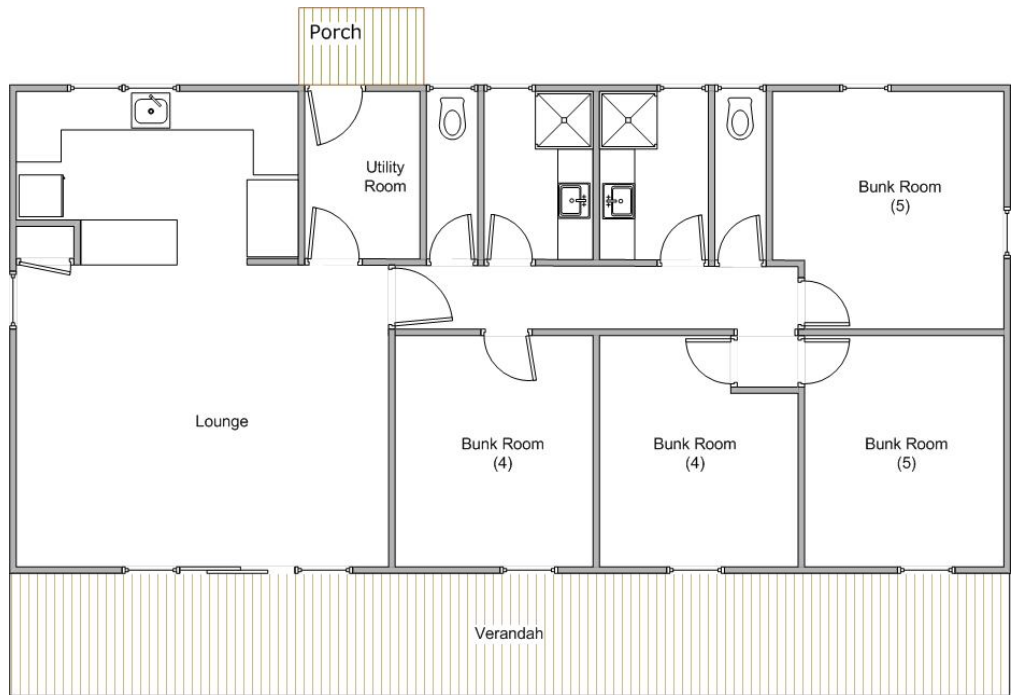 Porch
Utility
Room
Bunk Room
(5)
Lounge
Bunk Room
(4)
Bunk Room
(4)
Bunk Room
(5)
Verandah